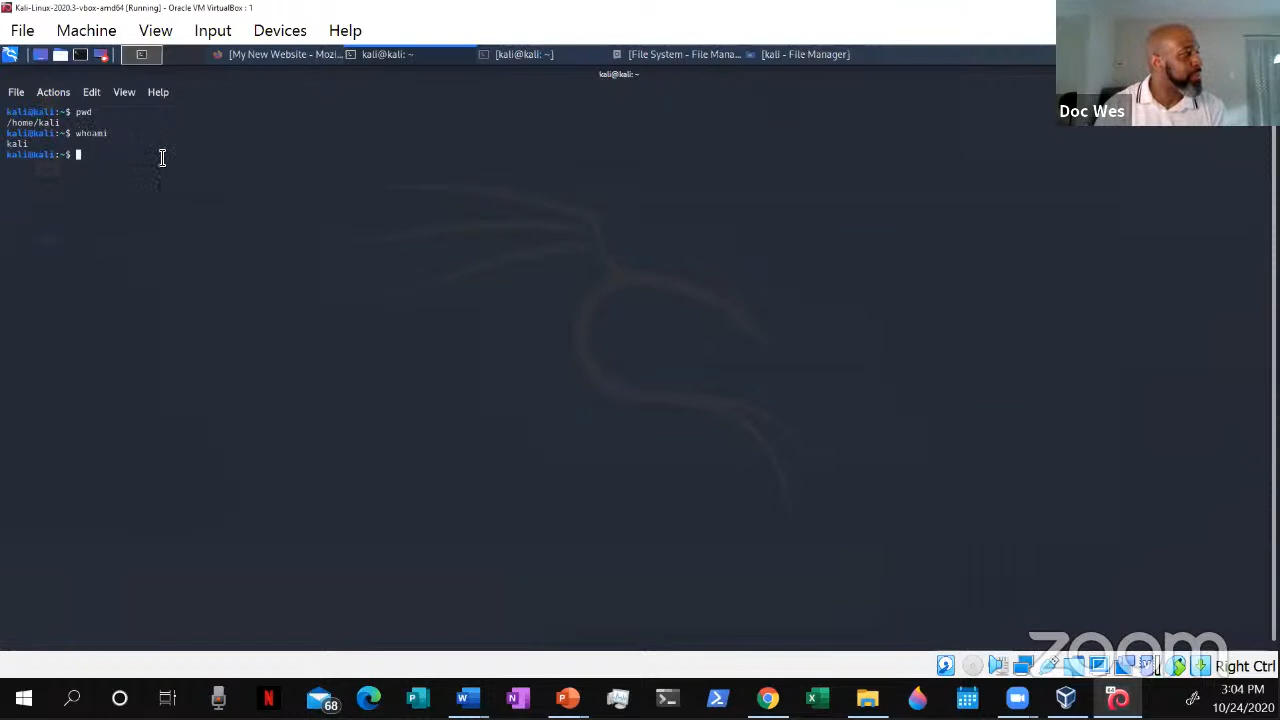 Kali-Linux-2020.3-vbox-amd64 [Running] - Oracle VM VirtualBox : 1
File Machine View Input Devices Help
[My New Website - Mozi... kali@kali: ~ [kali@kali: ~] [File System - File Mana... [kali - File Manager]
kali@kali: ~
File Actions Edit View Help
kali@kali:~$ pwd
/home/kali
kali@kali:~$ whoami
kali
kali@kali:~$
Doc Wes
zoom
Right Ctrl
68
3:04 PM
10/24/2020